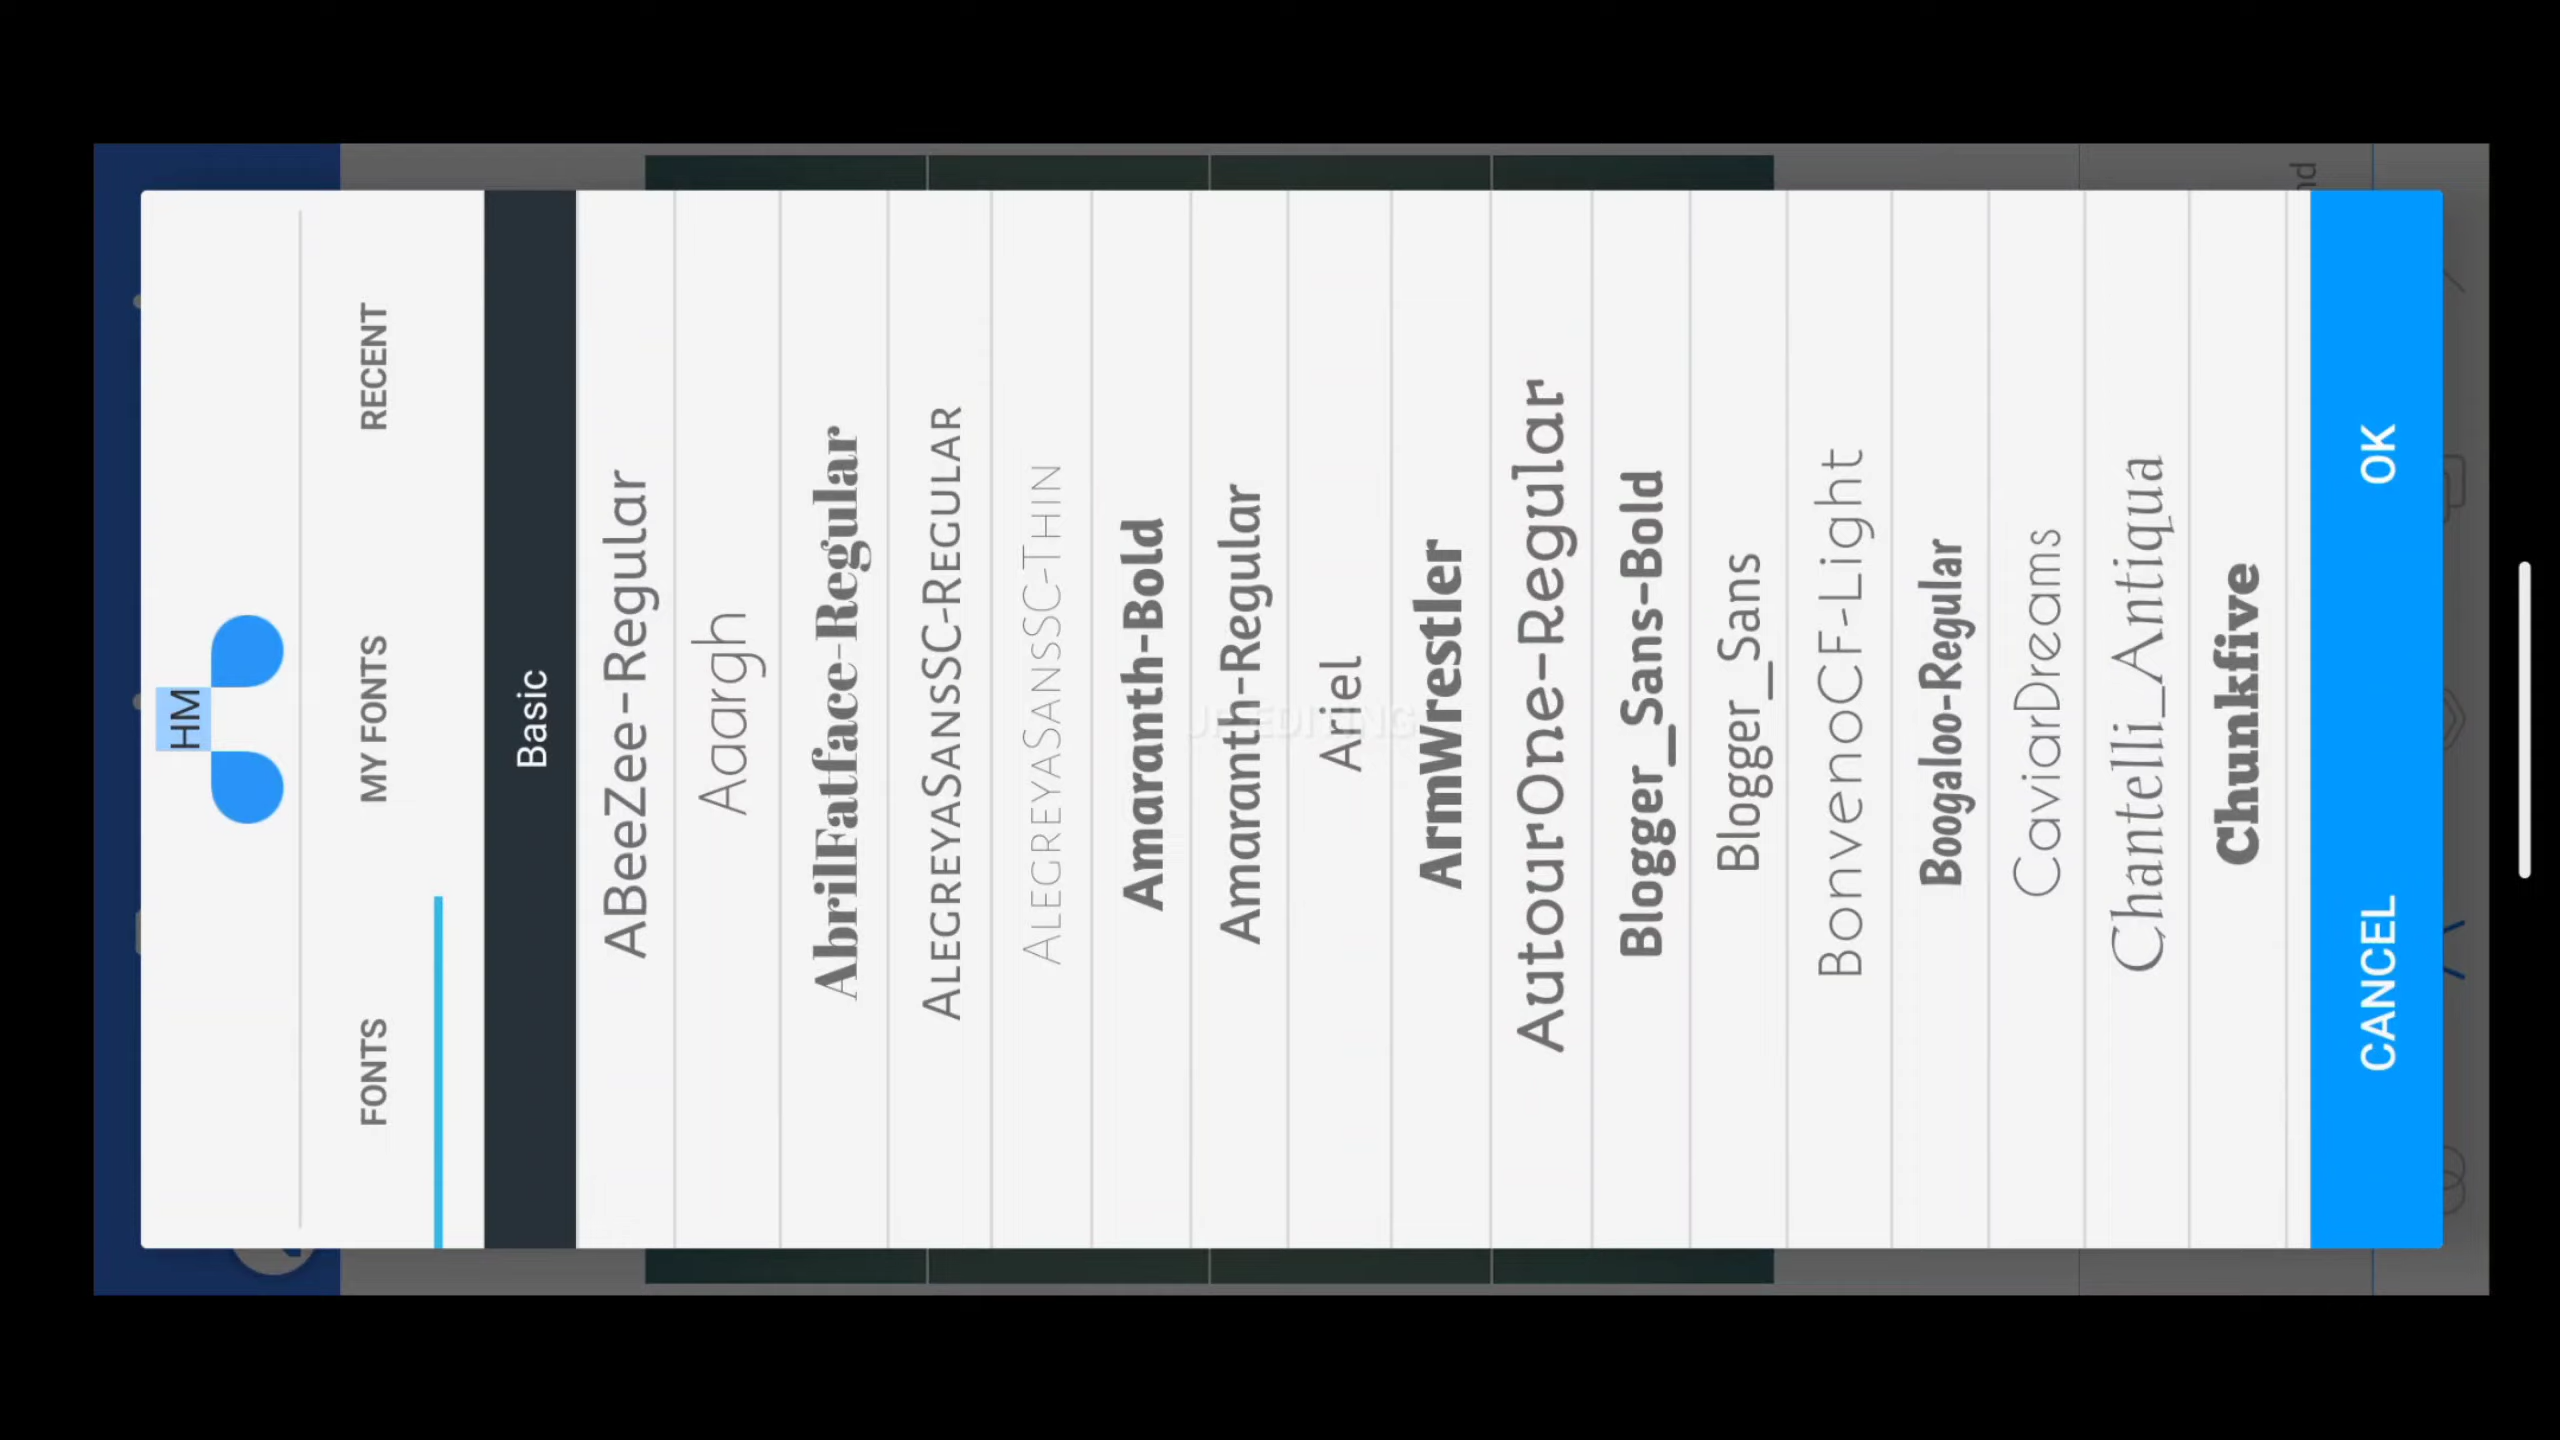 HM
FONTS MY FONTS RECENT
Basic
ABeeZee-Regular
Aaargh
AbrilFatface-Regular
AlegreyaSansSC-Regular
AlegreyaSansSC-Thin
Amaranth-Bold
Amaranth-Regular
Ariel
ArmWrestler
AutourOne-Regular
Blogger_Sans-Bold
Blogger_Sans
BonvenoCF-Light
Boogaloo-Regular
CaviarDreams
Chantelli_Antiqua
Chunkfive
CANCEL OK